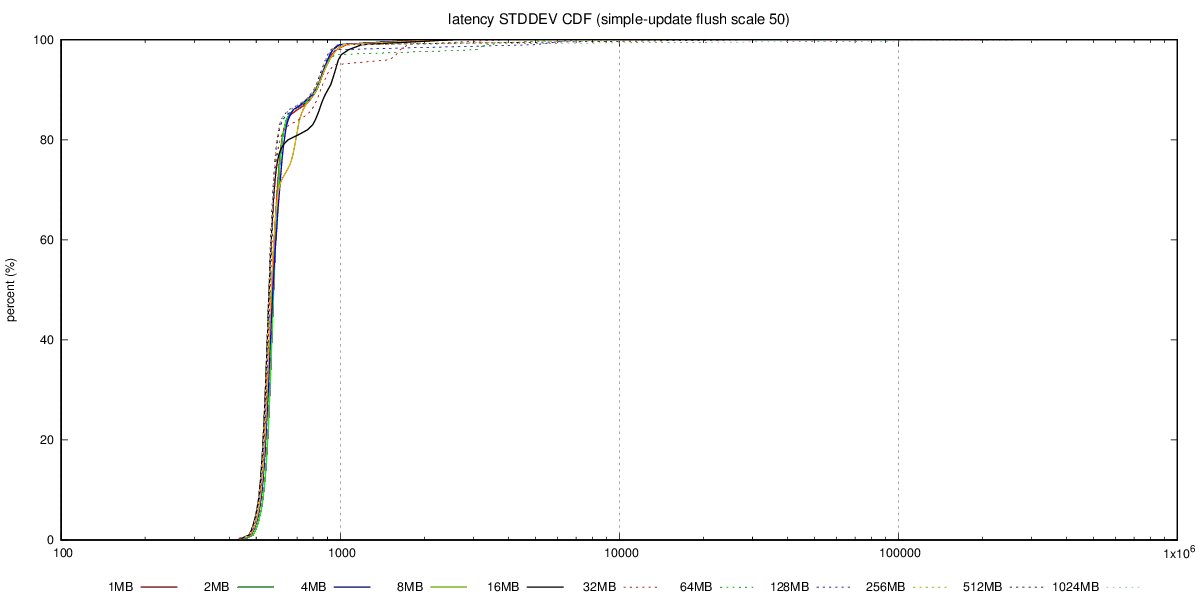 latency STDDEV CDF (simple-update flush scale 50)
100
80
60
40
20
0
percent (%)
100 1000 10000 100000 1x10⁶
1MB 2MB 4MB 8MB 16MB 32MB 64MB 128MB 256MB 512MB 1024MB